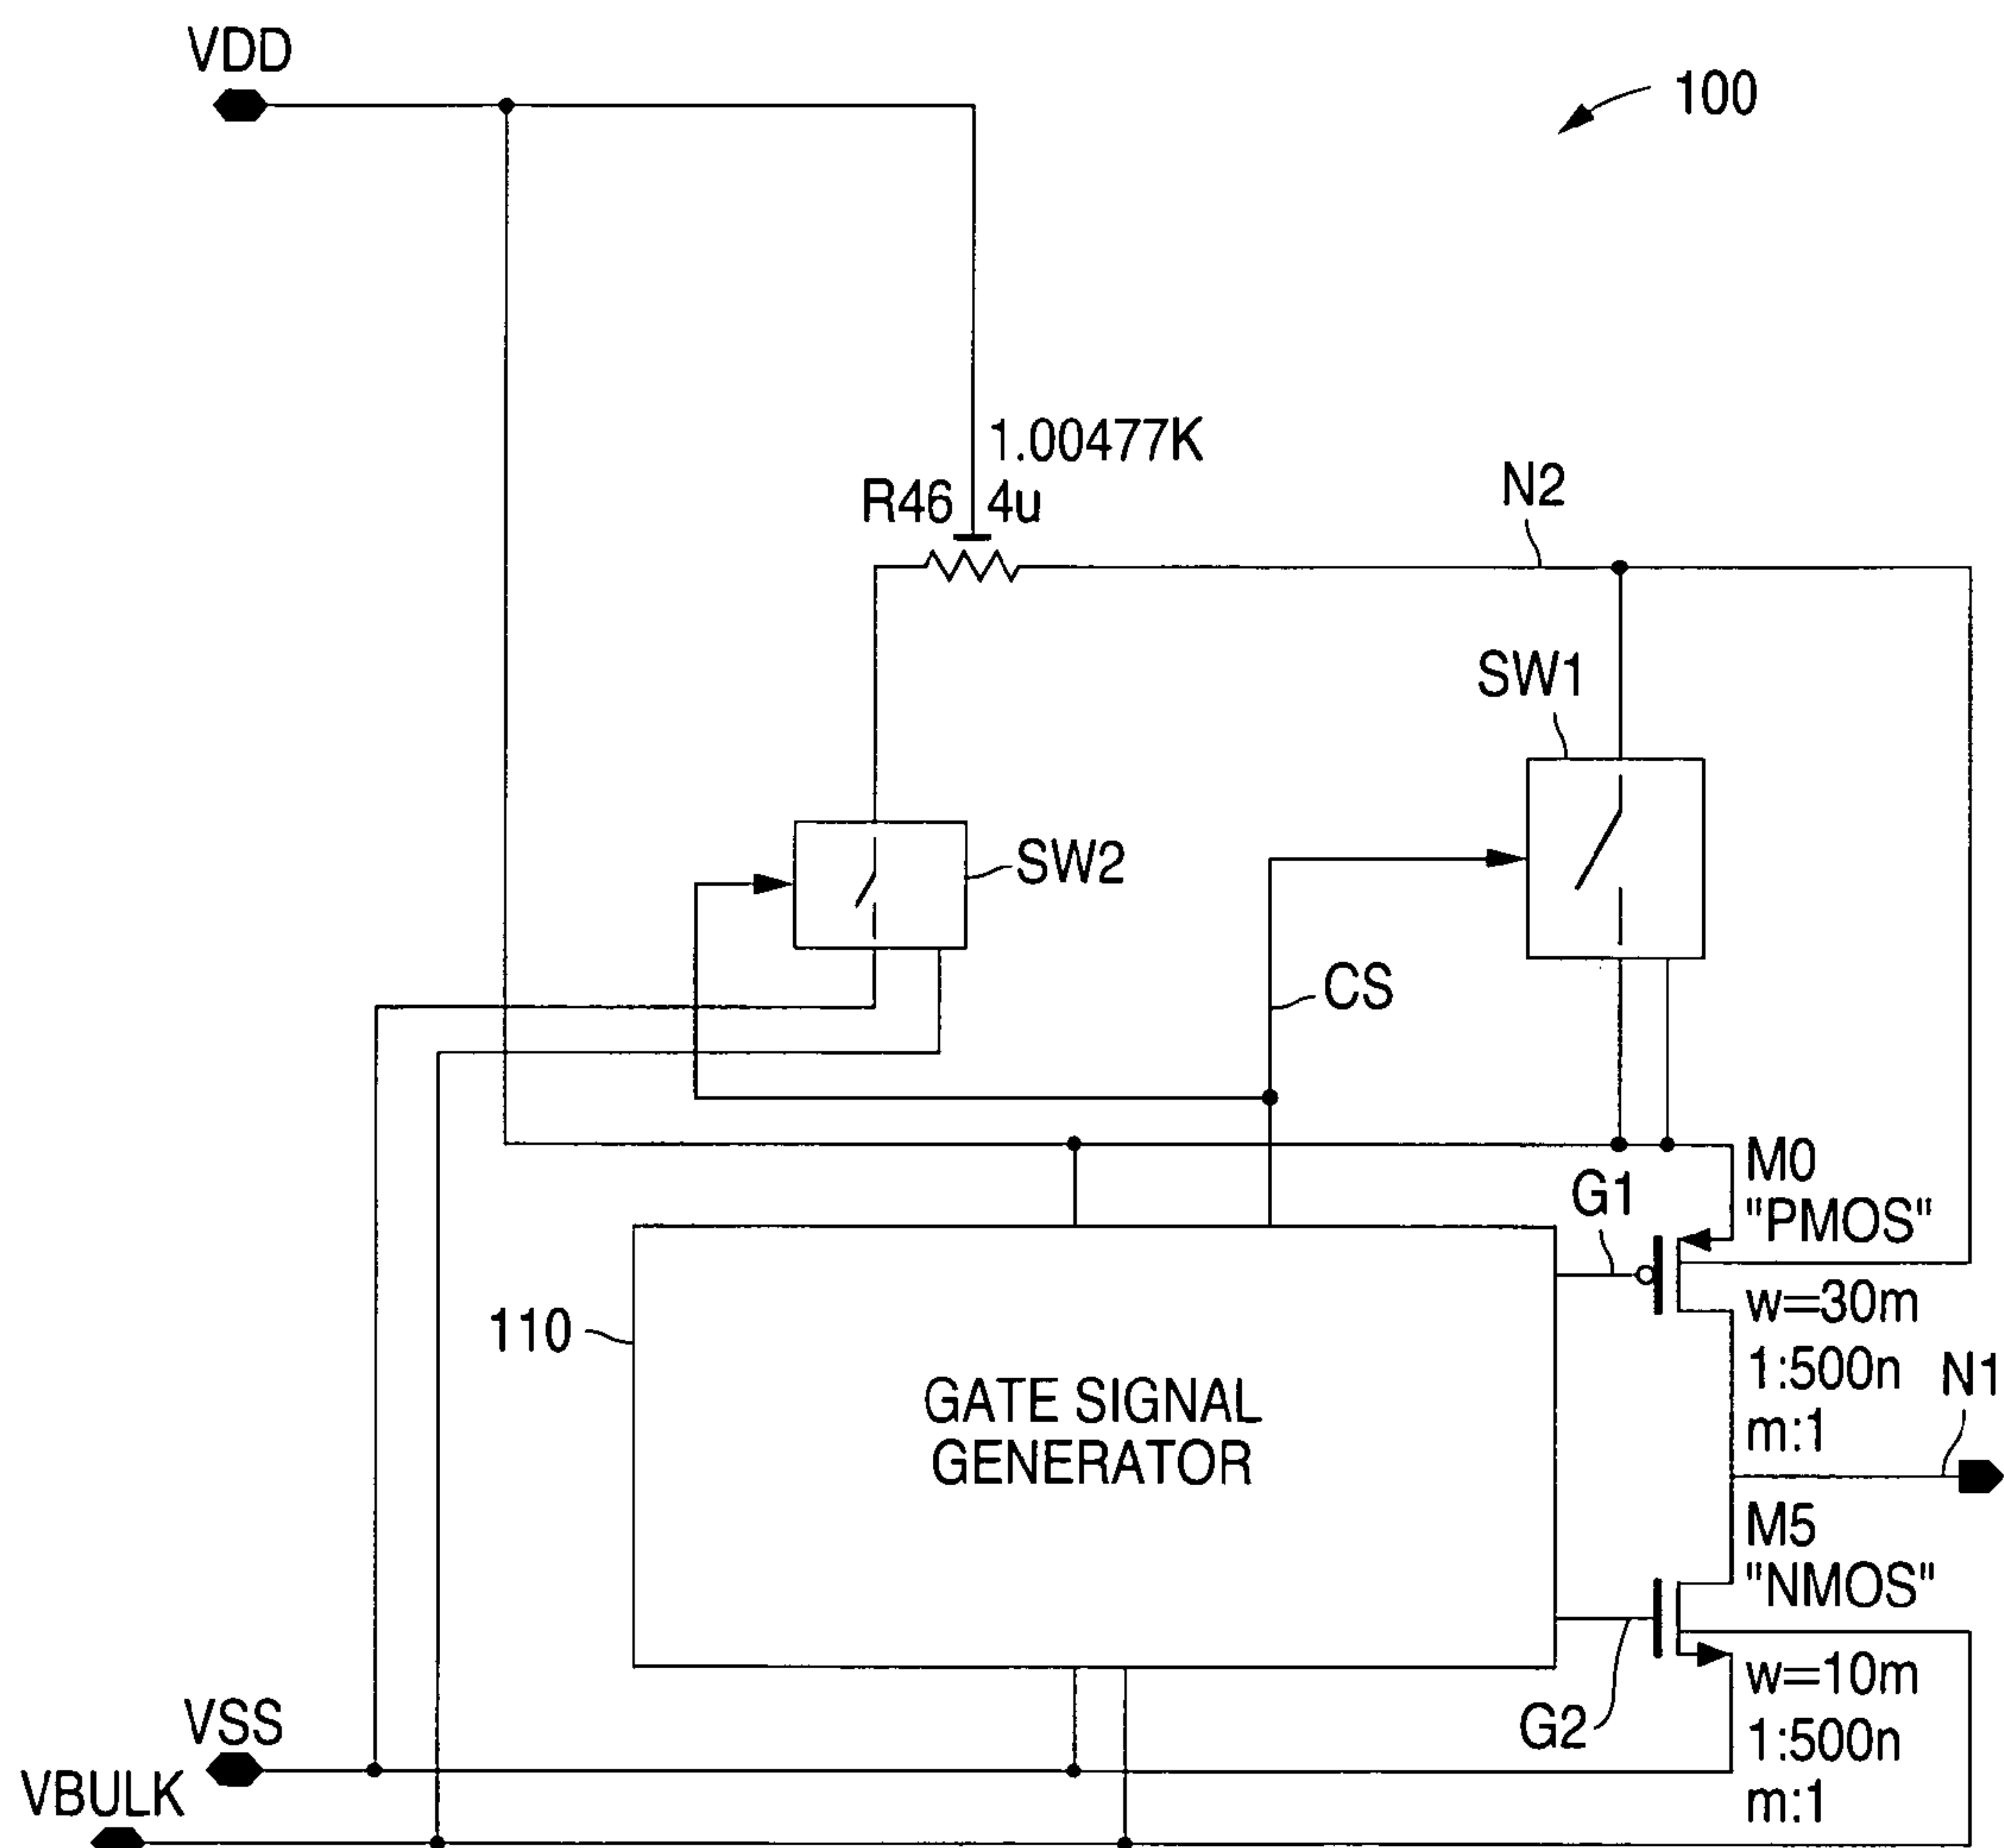 VDD
100
1.00477K
R46 4u
N2
SW1
SW2
CS
M0
"PMOS"
G1
w=30m
1:500n
m:1
N1
110
GATE SIGNAL
GENERATOR
M5
"NMOS"
G2
w=10m
1:500n
m:1
VSS
VBULK